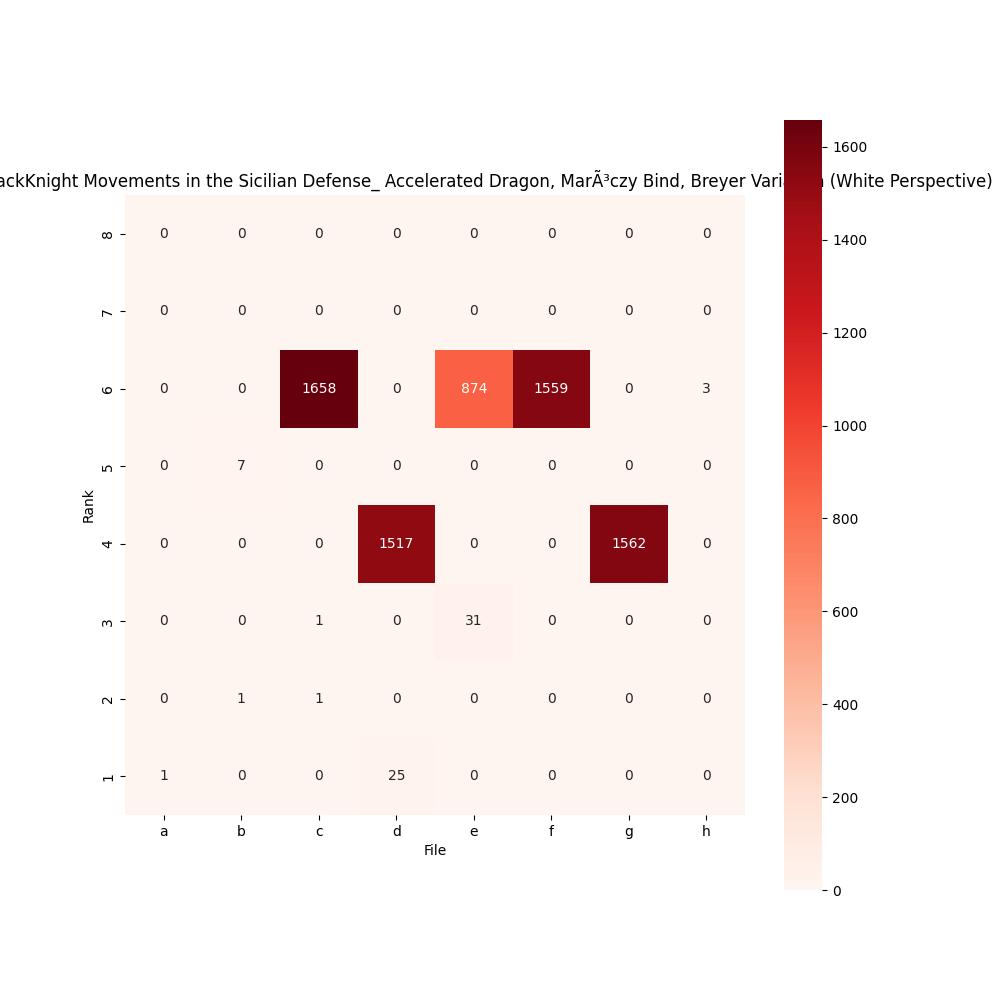 ackKnight Movements in the Sicilian Defense_ Accelerated Dragon, MarÃ³czy Bind, Breyer (White Perspective)
1600
1400
1200
1000
800
600
400
200
0
8 0 0 0 0 0 0 0 0
7 0 0 0 0 0 0 0 0
6 0 0 1658 0 874 1559 0 3
5 0 7 0 0 0 0 0 0
Rank
4 0 0 0 1517 0 0 1562 0
3 0 0 1 0 31 0 0 0
2 0 1 1 0 0 0 0 0
1 1 0 0 25 0 0 0 0
a b c d e f g h
File